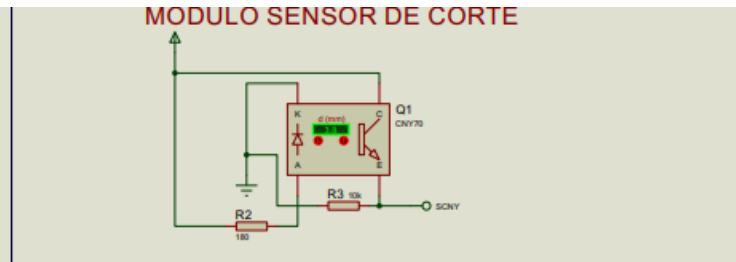 MODULO SENSOR DE CORTE
Q1
CNY70
K
C
d (mm)
A
E
R3 10k
SCNY
R2
180